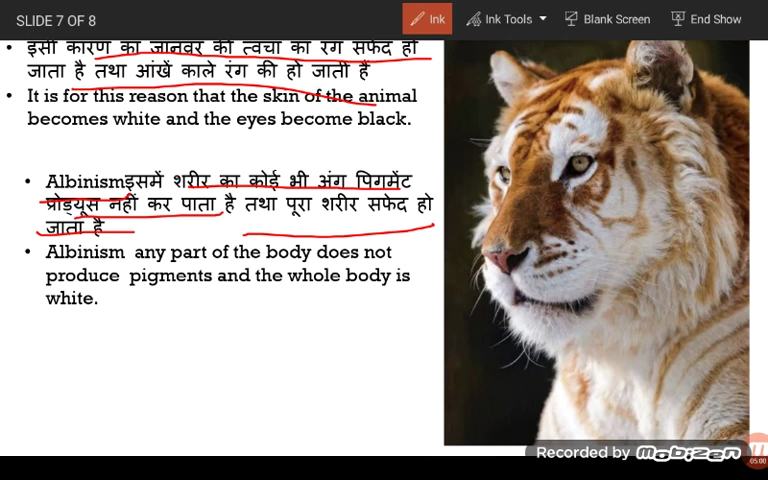 SLIDE 7 OF 8
Ink
Ink Tools
Blank Screen
End Show
इसी कारण का जानवर की त्वचा का रंग सफेद हो
जाता है तथा आंखें काले रंग की हो जाती हैं
It is for this reason that the skin of the animal
becomes white and the eyes become black.
Albinismइसमें शरीर का कोई भी अंग पिगमेंट
प्रोड्यूस नहीं कर पाता है तथा पूरा शरीर सफेद हो
जाता है
Albinism any part of the body does not
produce pigments and the whole body is
white.
Recorded by mobizen
05:00